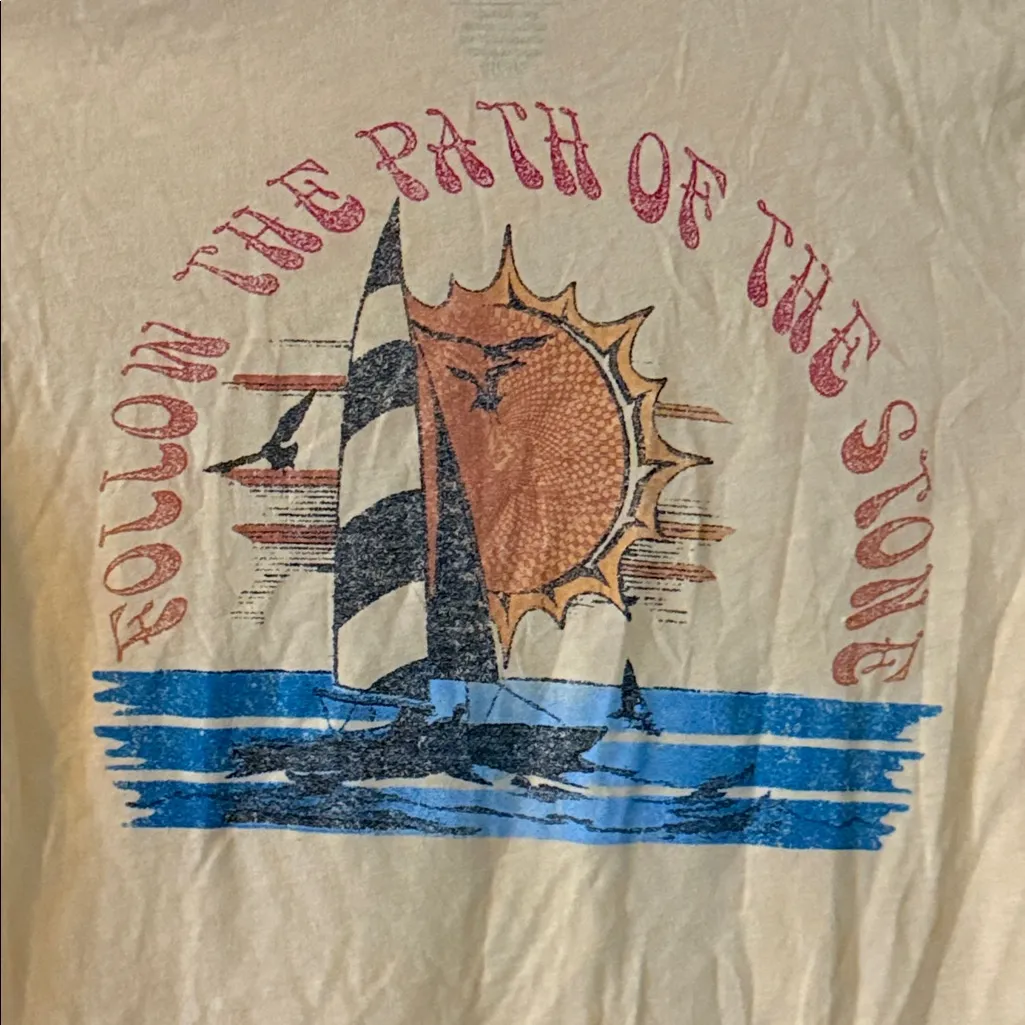 FOLLOW THE PATH OF THE STONE